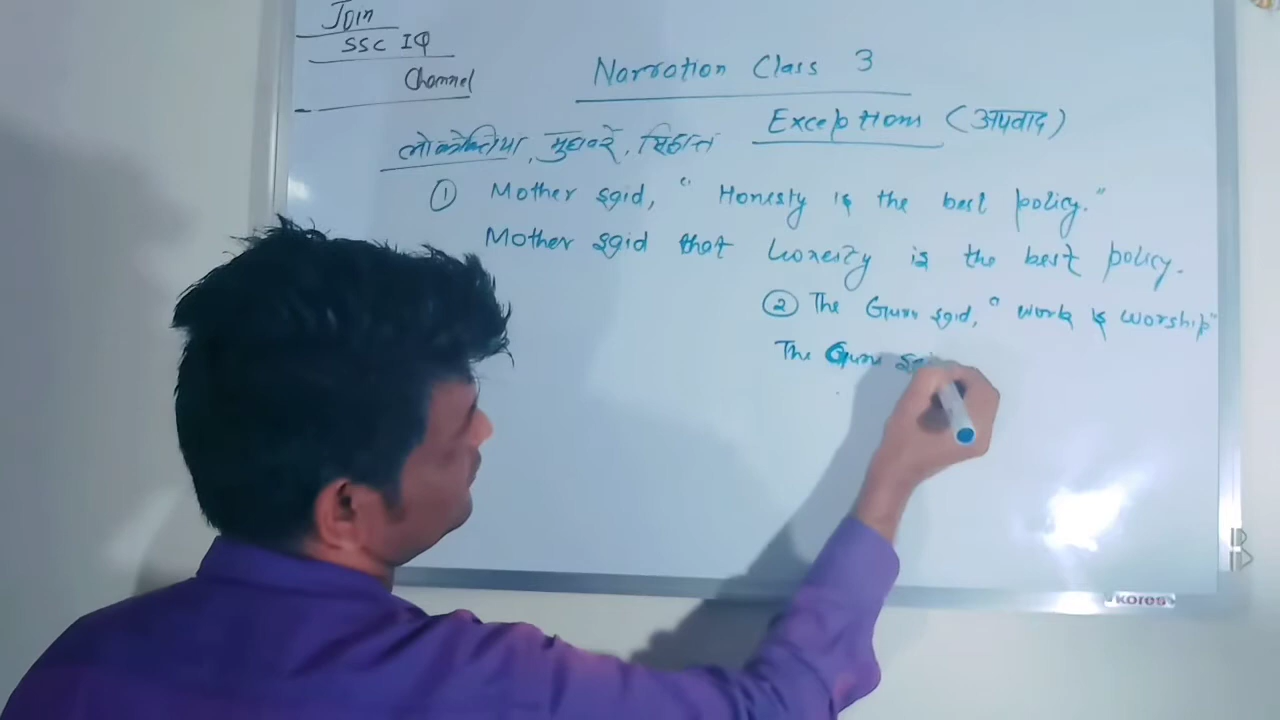 Join
SSC IQ
Channel
Narration Class 3
Exceptions (अपवाद)
लोकोक्तिया, मुहावरें, सिद्धान्त
① Mother said, "Honesty is the best policy."
Mother said that honesty is the best policy.
② The Guru said, "Work is worship"
The Guru
kores